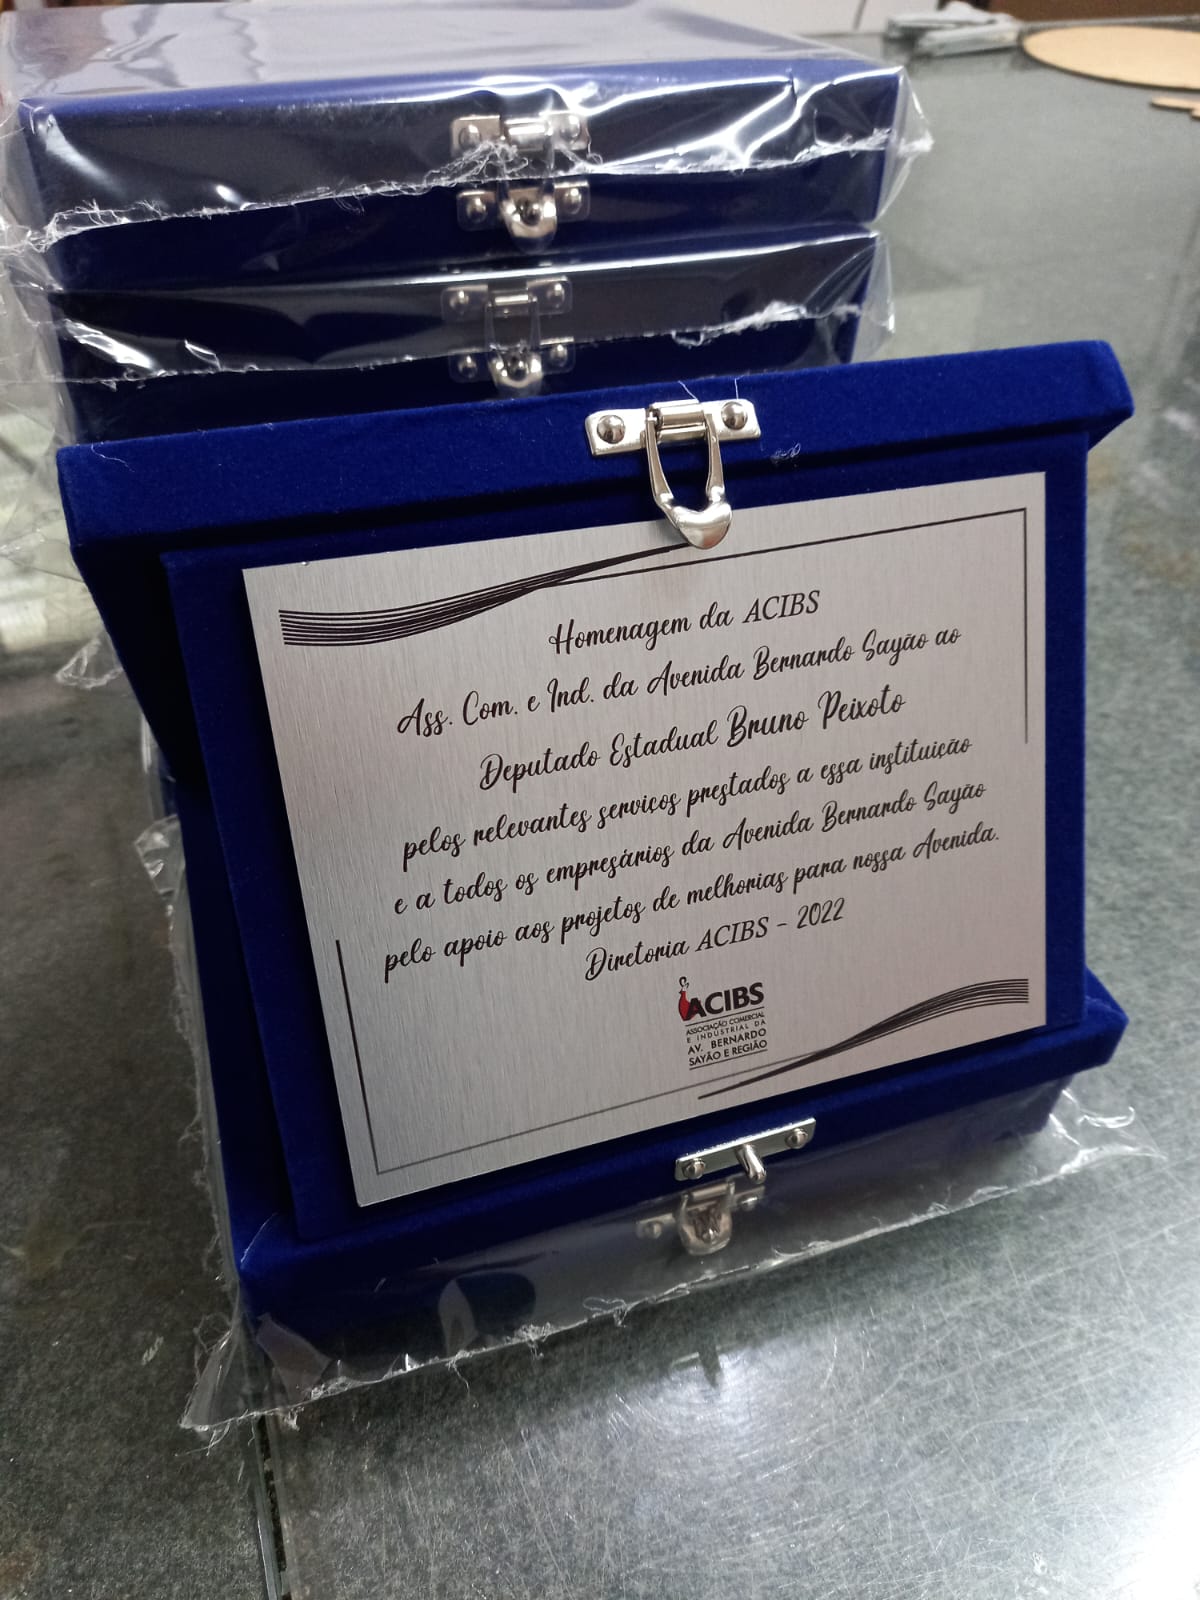 Homenagem da ACIBS
Ass. Com. e Ind. da Avenida Bernardo Sayão ao
Deputado Estadual Bruno Peixoto
pelos relevantes serviços prestados a essa instituição
e a todos os empresários da Avenida Bernardo Sayão
pelo apoio aos projetos de melhorias para nossa Avenida.
Diretoria ACIBS - 2022
ACIBS
ASSOCIAÇÃO COMERCIAL
E INDUSTRIAL DA
AV. BERNARDO
SAYÃO E REGIÃO